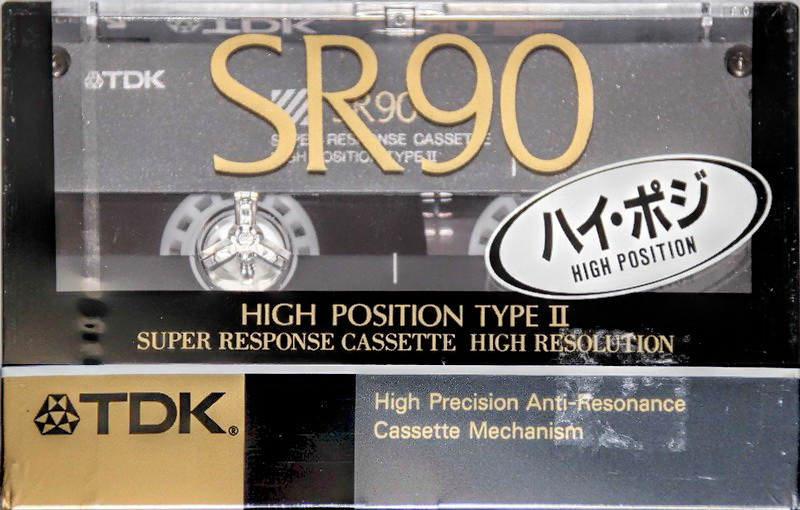 TDK
SR90
TDK
SR90
SUPER RESPONSE CASSETTE
HIGH POSITION TYPE II
ハイ・ポジ
HIGH POSITION
HIGH POSITION TYPE II
SUPER RESPONSE CASSETTE HIGH RESOLUTION
TDK®
High Precision Anti-Resonance
Cassette Mechanism